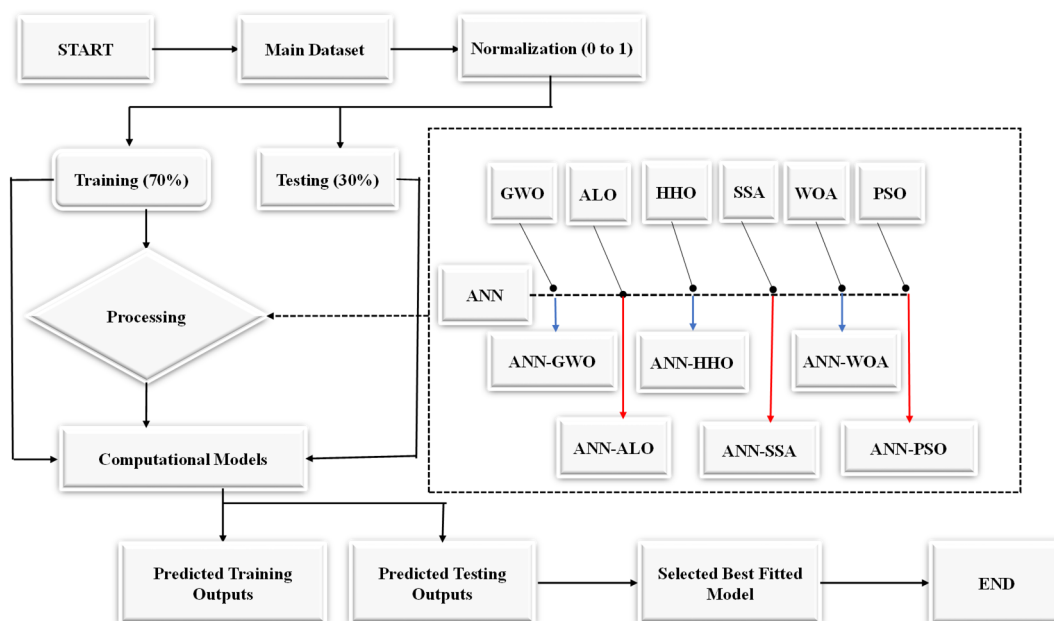 START
Main Dataset
Normalization (0 to 1)
Training (70%)
Testing (30%)
GWO
ALO
HHO
SSA
WOA
PSO
ANN
Processing
ANN-GWO
ANN-HHO
ANN-WOA
ANN-ALO
ANN-SSA
ANN-PSO
Computational Models
Predicted Training
Outputs
Predicted Testing
Outputs
Selected Best Fitted
Model
END